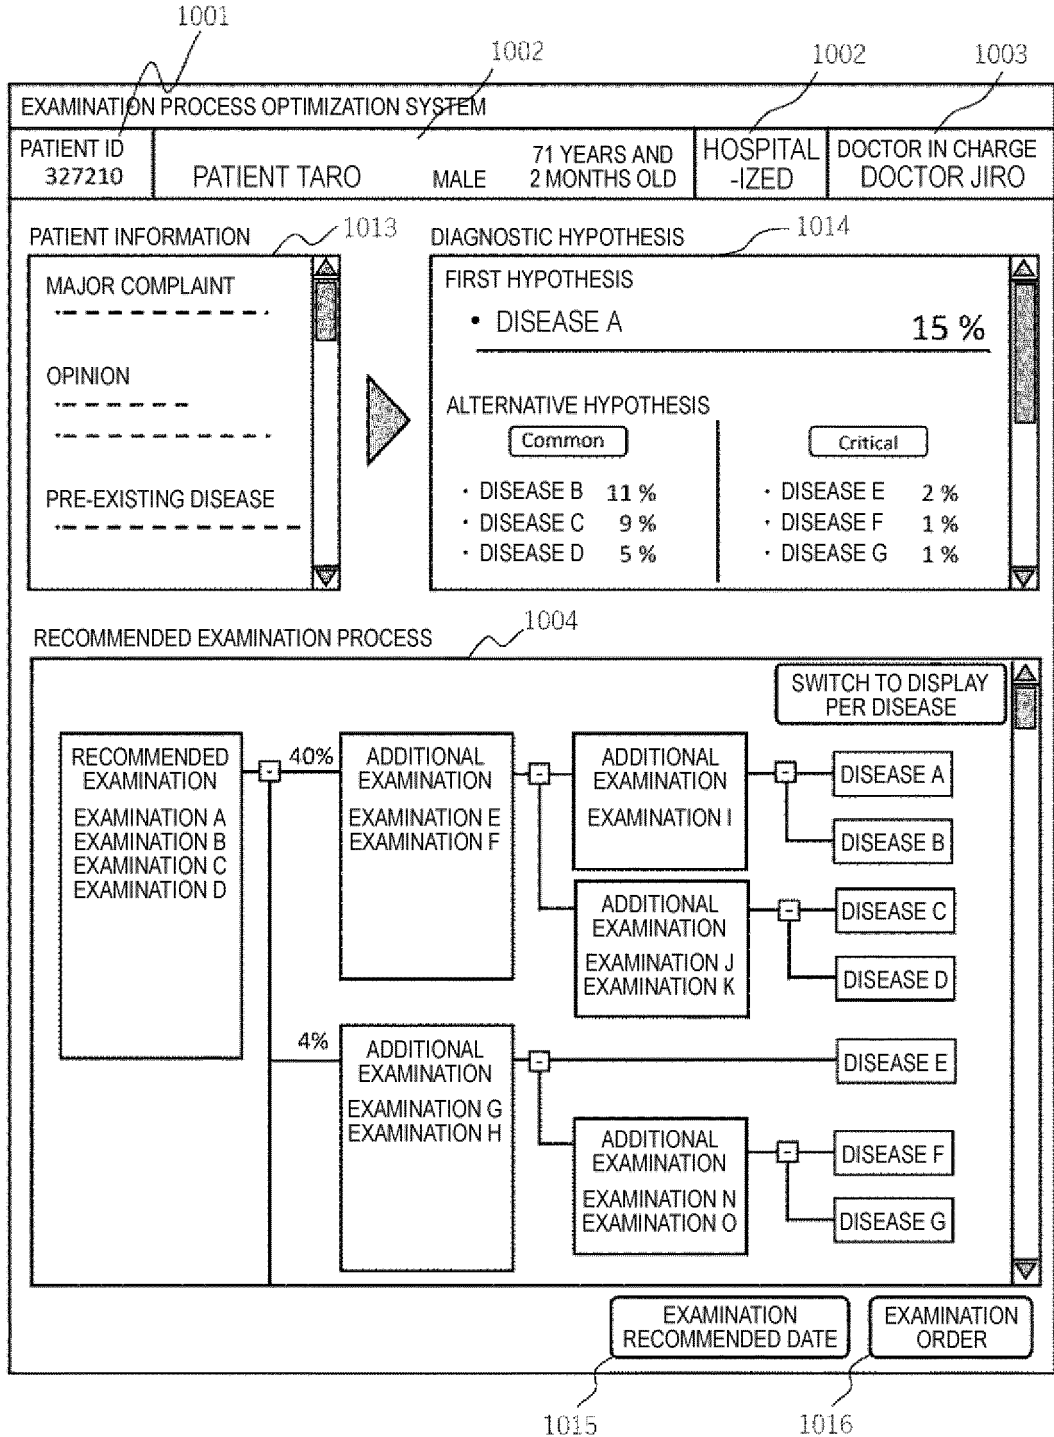 1001
1002
1002
1003
EXAMINATION PROCESS OPTIMIZATION SYSTEM
PATIENT ID
327210
PATIENT TARO
MALE
71 YEARS AND
2 MONTHS OLD
HOSPITAL
-IZED
DOCTOR IN CHARGE
DOCTOR JIRO
PATIENT INFORMATION
1013
MAJOR COMPLAINT
OPINION
PRE-EXISTING DISEASE
DIAGNOSTIC HYPOTHESIS
1014
FIRST HYPOTHESIS
• DISEASE A 15 %
ALTERNATIVE HYPOTHESIS
Common
· DISEASE B 11 %
· DISEASE C 9 %
· DISEASE D 5 %
Critical
· DISEASE E 2 %
· DISEASE F 1 %
· DISEASE G 1 %
RECOMMENDED EXAMINATION PROCESS
1004
SWITCH TO DISPLAY
PER DISEASE
RECOMMENDED
EXAMINATION
EXAMINATION A
EXAMINATION B
EXAMINATION C
EXAMINATION D
-
40%
ADDITIONAL
EXAMINATION
EXAMINATION E
EXAMINATION F
-
ADDITIONAL
EXAMINATION
EXAMINATION I
-
DISEASE A
DISEASE B
ADDITIONAL
EXAMINATION
EXAMINATION J
EXAMINATION K
-
DISEASE C
DISEASE D
4%
ADDITIONAL
EXAMINATION
EXAMINATION G
EXAMINATION H
-
DISEASE E
ADDITIONAL
EXAMINATION
EXAMINATION N
EXAMINATION O
-
DISEASE F
DISEASE G
EXAMINATION
RECOMMENDED DATE
EXAMINATION
ORDER
1015
1016